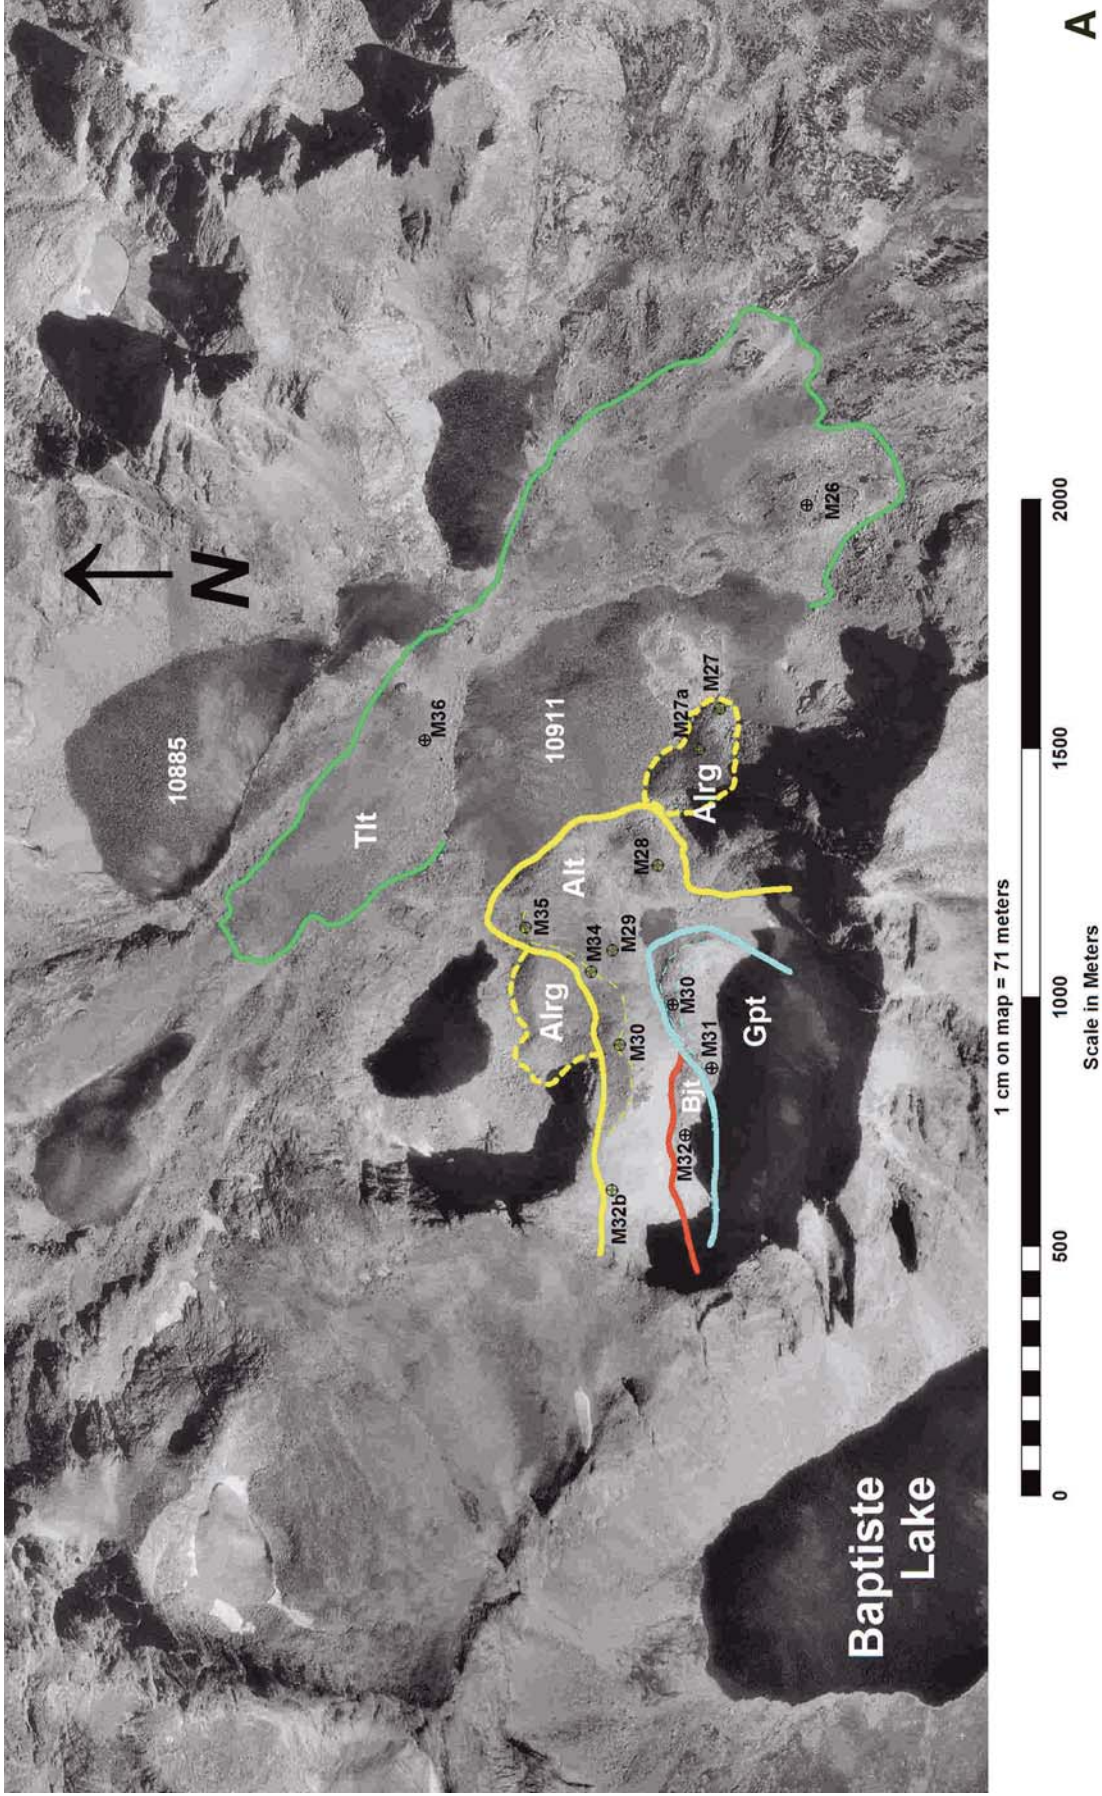 10885
N
Tlt
M36
M35
Alrg
10911
Alt
M34
M32b
M29
M30
M28
M27a
M32
M30
Bjt
Alrg
M31
M27
Gpt
M26
Baptiste
Lake
1 cm on map = 71 meters
0 500 1000 1500 2000
Scale in Meters
A